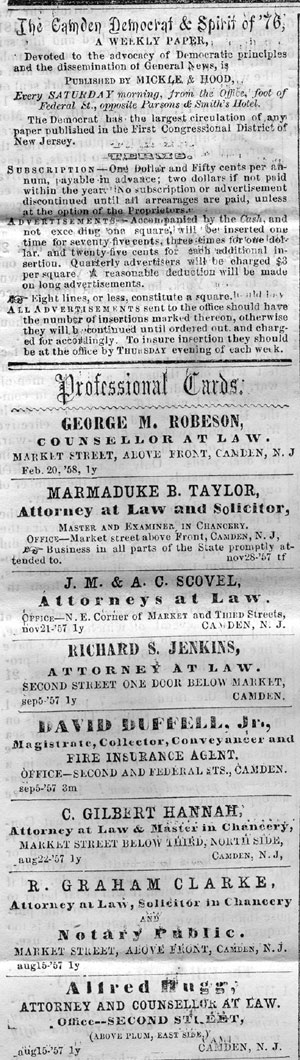 The Camden Democrat & Spirit of '76,
A WEEKLY PAPER,
Devoted to the advocacy of Democratic principles
and the dissemination of General News, is
PUBLISHED BY MICKLE & HOOD,
Every SATURDAY morning, from the Office, foot of
Federal St., opposite Parsons & Smith's Hotel.
The Democrat has the largest circulation of any
paper published in the First Congressional District of
New Jersey.
TERMS.
SUBSCRIPTION—One Dollar and Fifty cents per an-
num, payable in advance; two dollars if not paid
within the year. No subscription or advertisement
discontinued until all arrearages are paid, unless
at the option of the Proprietors.
ADVERTISEMENTS—Accompanied by the Cash, and
not exceeding one square, will be inserted one
time for seventy-five cents, three times for one dol-
lar, and twenty-five cents for each additional in-
sertion. Quarterly advertisers will be charged $3
per square. A reasonable deduction will be made
on long advertisements.
☞ Eight lines, or less, constitute a square.
ALL ADVERTISEMENTS sent to the office should have
the number of insertions marked thereon, otherwise
they will be continued until ordered out and charg-
ed for accordingly. To insure insertion they should
be at the office by THURSDAY evening of each week.
Professional Cards.
GEORGE M. ROBESON,
COUNSELLOR AT LAW.
MARKET STREET, ABOVE FRONT, CAMDEN, N. J
Feb. 20, '58, 1y
MARMADUKE B. TAYLOR,
Attorney at Law and Solicitor,
MASTER AND EXAMINER IN CHANCERY.
OFFICE—Market street above Front, CAMDEN, N. J,
☞ Business in all parts of the State promptly at-
tended to. nov28-'57 tf
J. M. & A. C. SCOVEL,
Attorneys at Law.
OFFICE—N. E. Corner of MARKET and THIRD Streets,
nov21-'57 1y CAMDEN, N. J.
RICHARD S. JENKINS,
ATTORNEY AT LAW.
SECOND STREET ONE DOOR BELOW MARKET,
sep5-'57 1y CAMDEN.
DAVID DUFFELL, Jr,
Magistrate, Collector, Conveyancer and
FIRE INSURANCE AGENT.
OFFICE—SECOND AND FEDERAL STS., CAMDEN.
sep5-'57 3m
C. GILBERT HANNAH,
Attorney at Law & Master in Chancery,
MARKET STREET BELOW THIRD, NORTH SIDE,
aug22-'57 1y CAMDEN, N. J,
R. GRAHAM CLARKE,
Attorney at Law, Solicitor in Chancery
AND
Notary Public.
MARKET STREET, ABOVE FRONT, CAMDEN, N. J,
aug15-'57 1y
Alfred Hugg,
ATTORNEY AND COUNSELLOR AT LAW.
Office—SECOND STREET,
(ABOVE PLUM, EAST SIDE,)
aug15-'57 1y CAMDEN, N. J.